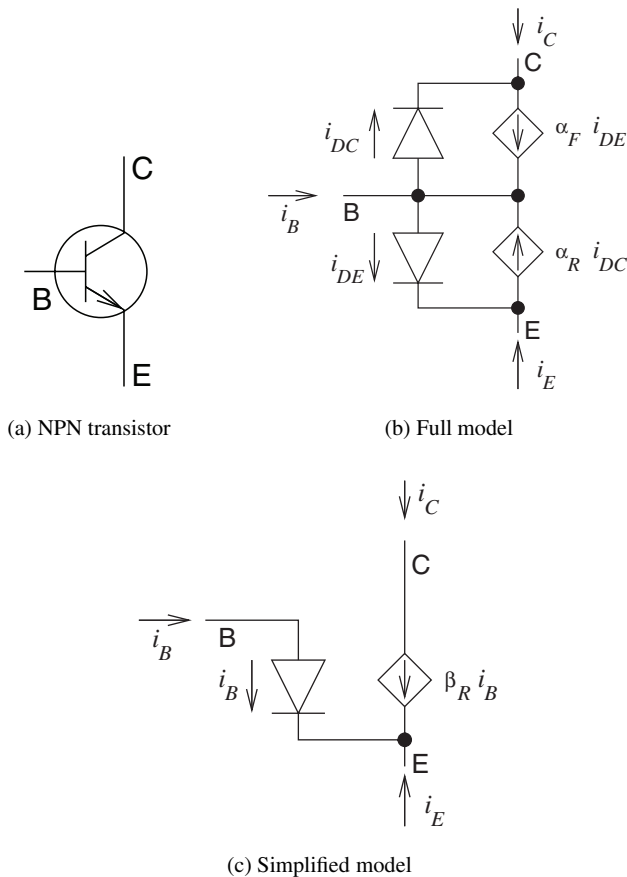 C
B
E
(a) NPN transistor
i_C
C
i_DC
α_F i_DE
B
i_B
i_DE
α_R i_DC
E
i_E
(b) Full model
i_C
C
B
i_B
i_B
β_R i_B
E
i_E
(c) Simplified model